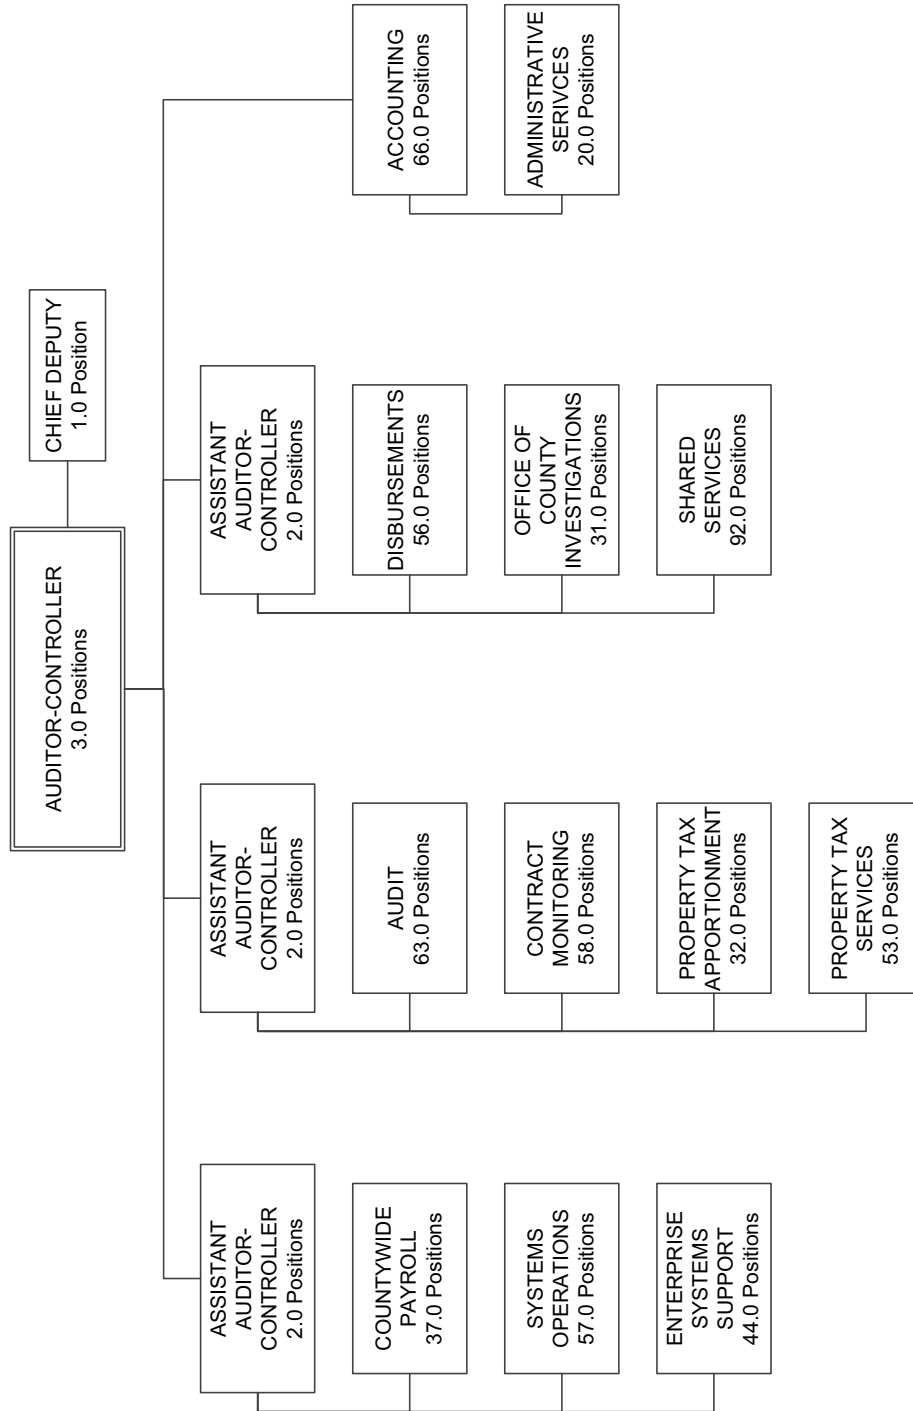 AUDITOR-CONTROLLER
3.0 Positions
CHIEF DEPUTY
1.0 Position
ASSISTANT
AUDITOR-
CONTROLLER
2.0 Positions
COUNTYWIDE
PAYROLL
37.0 Positions
SYSTEMS
OPERATIONS
57.0 Positions
ENTERPRISE
SYSTEMS
SUPPORT
44.0 Positions
ASSISTANT
AUDITOR-
CONTROLLER
2.0 Positions
AUDIT
63.0 Positions
CONTRACT
MONITORING
58.0 Positions
PROPERTY TAX
APPORTIONMENT
32.0 Positions
PROPERTY TAX
SERVICES
53.0 Positions
ASSISTANT
AUDITOR-
CONTROLLER
2.0 Positions
DISBURSEMENTS
56.0 Positions
OFFICE OF
COUNTY
INVESTIGATIONS
31.0 Positions
SHARED
SERVICES
92.0 Positions
ACCOUNTING
66.0 Positions
ADMINISTRATIVE
SERIVCES
20.0 Positions